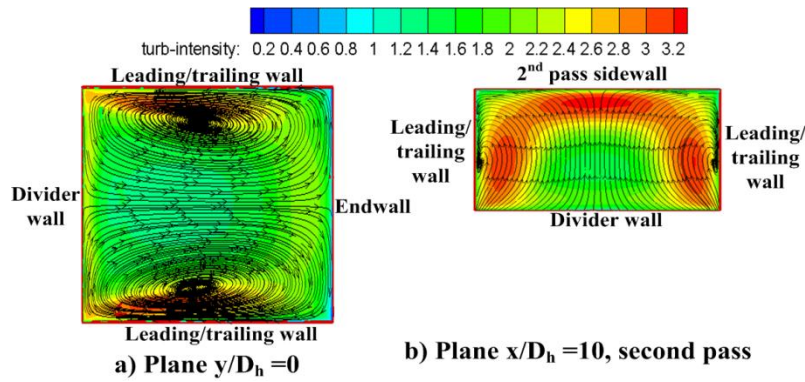 turb-intensity: 0.2 0.4 0.6 0.8 1 1.2 1.4 1.6 2 2.2 2.4 2.6 2.8 3 3.2
Leading/trailing wall
2nd pass sidewall
Divider
wall
Endwall
Leading/
trailing
wall
Leading/
trailing
wall
Divider wall
Leading/trailing wall
a) Plane y/Dh =0
b) Plane x/Dh =10, second pass